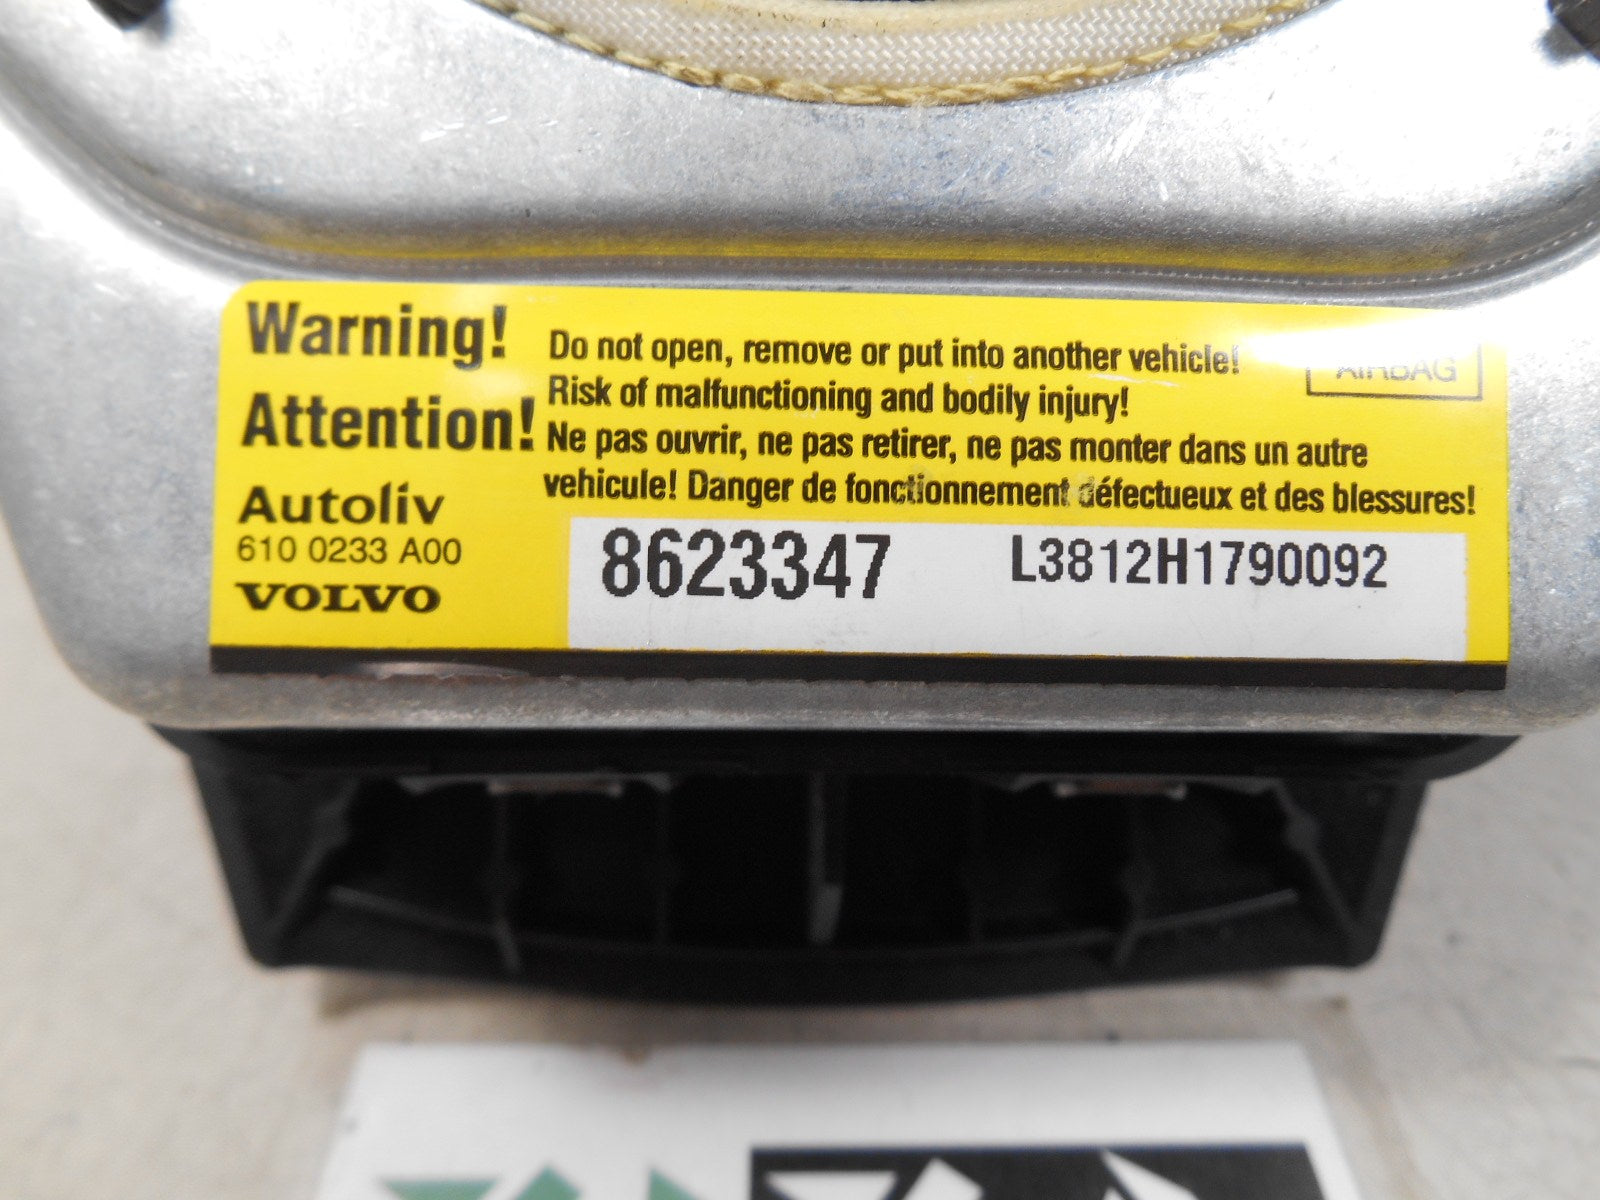 Warning!
Attention!
Do not open, remove or put into another vehicle!
Risk of malfunctioning and bodily injury!
Ne pas ouvrir, ne pas retirer, ne pas monter dans un autre
vehicule! Danger de fonctionnement défectueux et des blessures!
AIRBAG
Autoliv
610 0233 A00
VOLVO
8623347
L3812H1790092